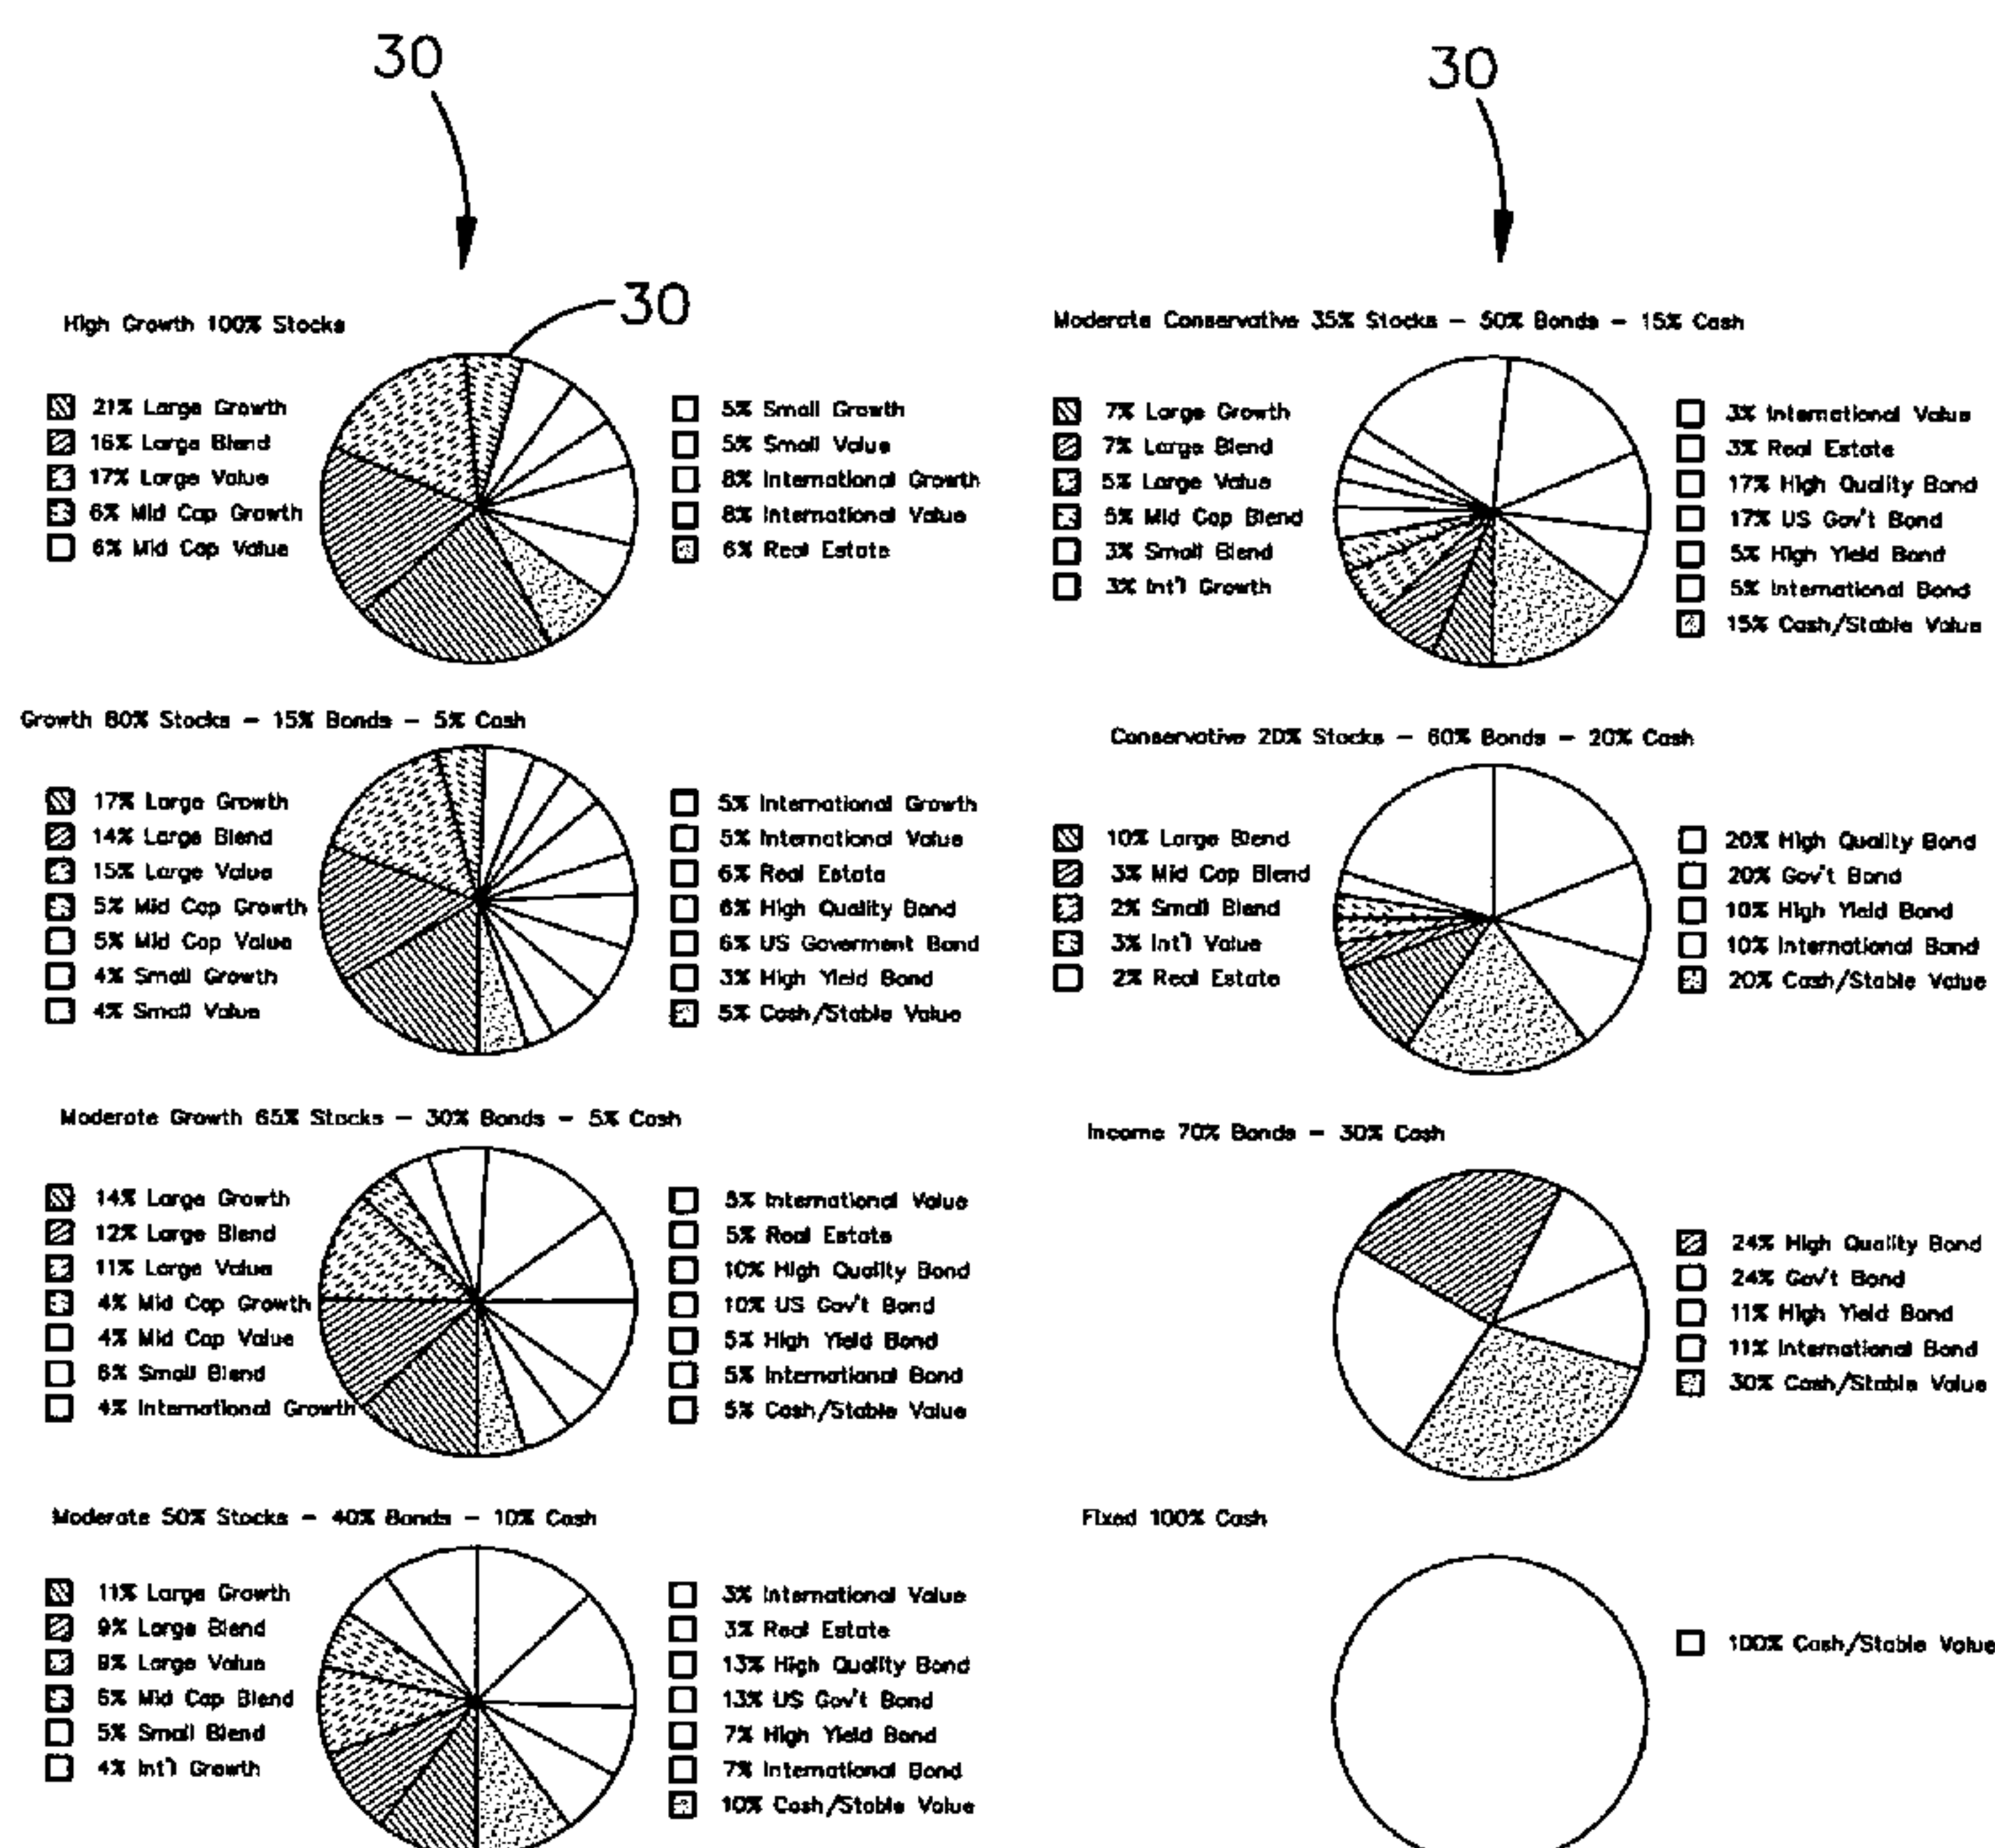 30
30
30
High Growth 100% Stocks
21% Large Growth
16% Large Blend
17% Large Value
6% Mid Cap Growth
6% Mid Cap Value
5% Small Growth
5% Small Value
8% International Growth
8% International Value
6% Real Estate
Growth 80% Stocks – 15% Bonds – 5% Cash
17% Large Growth
14% Large Blend
15% Large Value
5% Mid Cap Growth
5% Mid Cap Value
4% Small Growth
4% Small Value
5% International Growth
5% International Value
6% Real Estate
6% High Quality Bond
6% US Goverment Bond
3% High Yield Bond
5% Cash/Stable Value
Moderate Growth 65% Stocks – 30% Bonds – 5% Cash
14% Large Growth
12% Large Blend
11% Large Value
4% Mid Cap Growth
4% Mid Cap Value
6% Small Blend
4% International Growth
5% International Value
5% Real Estate
10% High Quality Bond
10% US Gov't Bond
5% High Yield Bond
5% International Bond
5% Cash/Stable Value
Moderate 50% Stocks – 40% Bonds – 10% Cash
11% Large Growth
9% Large Blend
9% Large Value
6% Mid Cap Blend
5% Small Blend
4% Int'l Growth
3% International Value
3% Real Estate
13% High Quality Bond
13% US Gov't Bond
7% High Yield Bond
7% International Bond
10% Cash/Stable Value
Moderate Conservative 35% Stocks – 50% Bonds – 15% Cash
7% Large Growth
7% Large Blend
5% Large Value
5% Mid Cap Blend
3% Small Blend
3% Int'l Growth
3% International Value
3% Real Estate
17% High Quality Bond
17% US Gov't Bond
5% High Yield Bond
5% International Bond
15% Cash/Stable Value
Conservative 20% Stocks – 60% Bonds – 20% Cash
10% Large Blend
3% Mid Cap Blend
2% Small Blend
3% Int'l Value
2% Real Estate
20% High Quality Bond
20% Gov't Bond
10% High Yield Bond
10% International Bond
20% Cash/Stable Value
Income 70% Bonds – 30% Cash
24% High Quality Bond
24% Gov't Bond
11% High Yield Bond
11% International Bond
30% Cash/Stable Value
Fixed 100% Cash
100% Cash/Stable Value